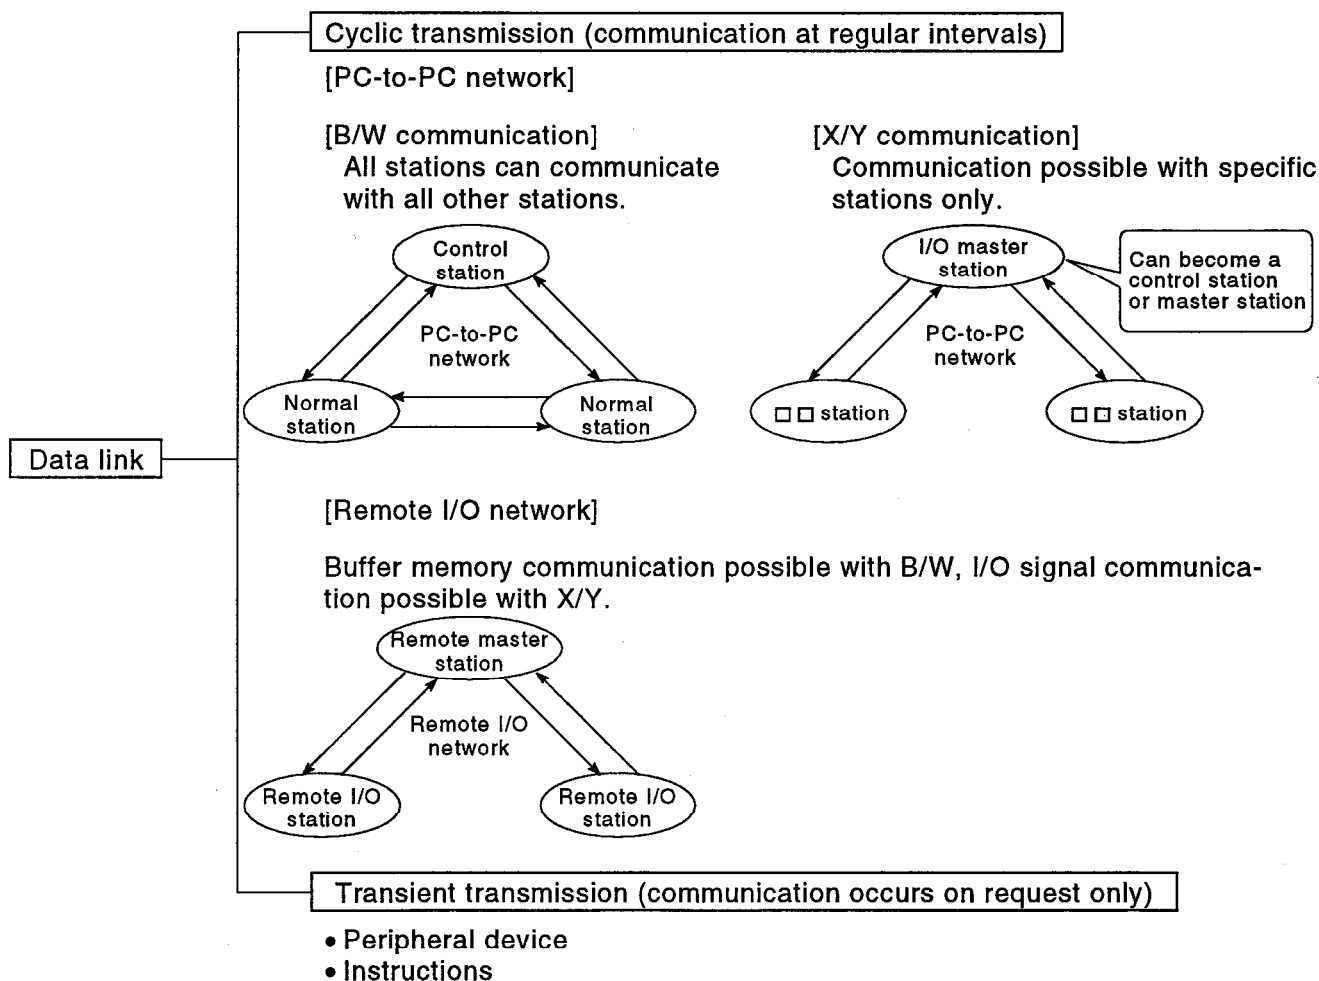 Cyclic transmission (communication at regular intervals)
[PC-to-PC network]
[B/W communication]
All stations can communicate
with all other stations.
Control
station
PC-to-PC
network
Normal
station
Normal
station
[X/Y communication]
Communication possible with specific
stations only.
I/O master
station
Can become a
control station
or master station
PC-to-PC
network
□□ station
□□ station
Data link
[Remote I/O network]
Buffer memory communication possible with B/W, I/O signal communica-
tion possible with X/Y.
Remote master
station
Remote I/O
network
Remote I/O
station
Remote I/O
station
Transient transmission (communication occurs on request only)
• Peripheral device
• Instructions